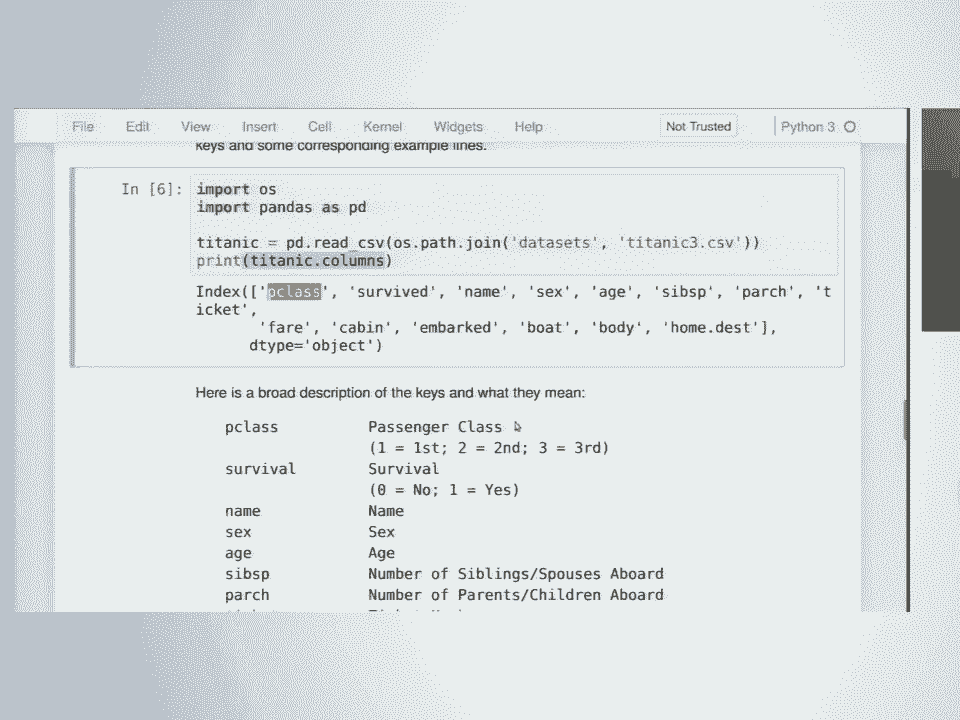 File Edit View Insert Cell Kernel Widgets Help Not Trusted Python 3
keys and some corresponding example lines.
In [6]: import os
import pandas as pd
titanic = pd.read_csv(os.path.join('datasets', 'titanic3.csv'))
print(titanic.columns)
Index(['pclass', 'survived', 'name', 'sex', 'age', 'sibsp', 'parch', 't
icket',
'fare', 'cabin', 'embarked', 'boat', 'body', 'home.dest'],
dtype='object')
Here is a broad description of the keys and what they mean:
pclass Passenger Class
(1 = 1st; 2 = 2nd; 3 = 3rd)
survival Survival
(0 = No; 1 = Yes)
name Name
sex Sex
age Age
sibsp Number of Siblings/Spouses Aboard
parch Number of Parents/Children Aboard